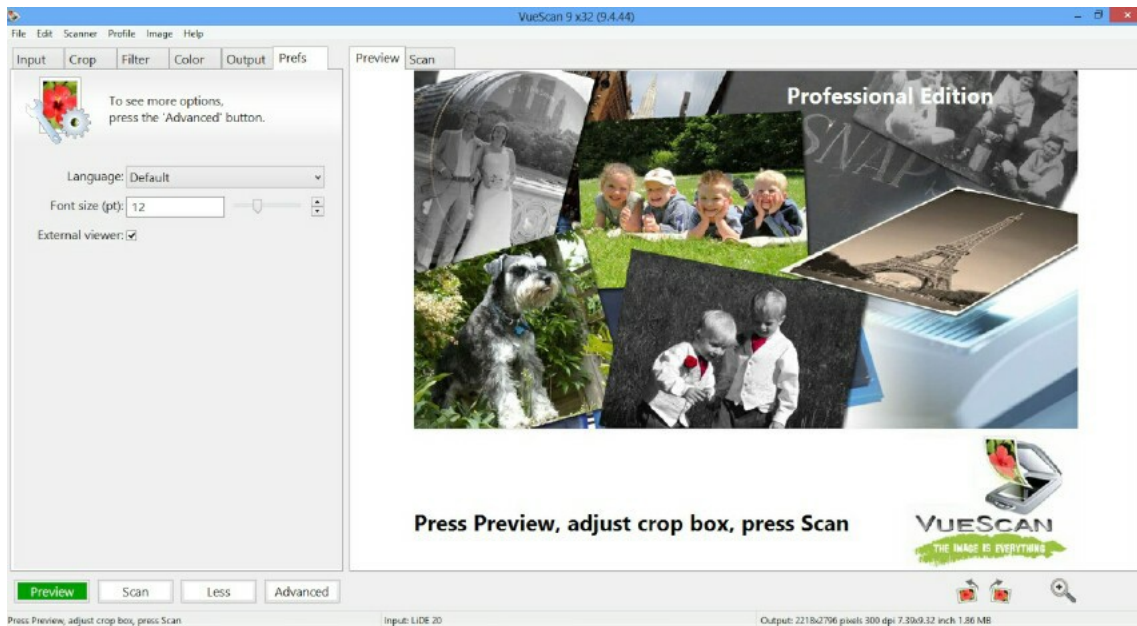 VueScan 9 x32 (9.4.44)
File Edit Scanner Profile Image Help
Input Crop Filter Color Output Prefs
Preview Scan
To see more options,
press the 'Advanced' button.
Language: Default
Font size (pt): 12
External viewer:
Professional Edition
SNAP
Press Preview, adjust crop box, press Scan
VUESCAN
THE IMAGE IS EVERYTHING
Preview Scan Less Advanced
Press Preview, adjust crop box, press Scan Input: LiDE 20 Output: 2218x2796 pixels 300 dpi 7.39x9.32 inch 1.86 MB